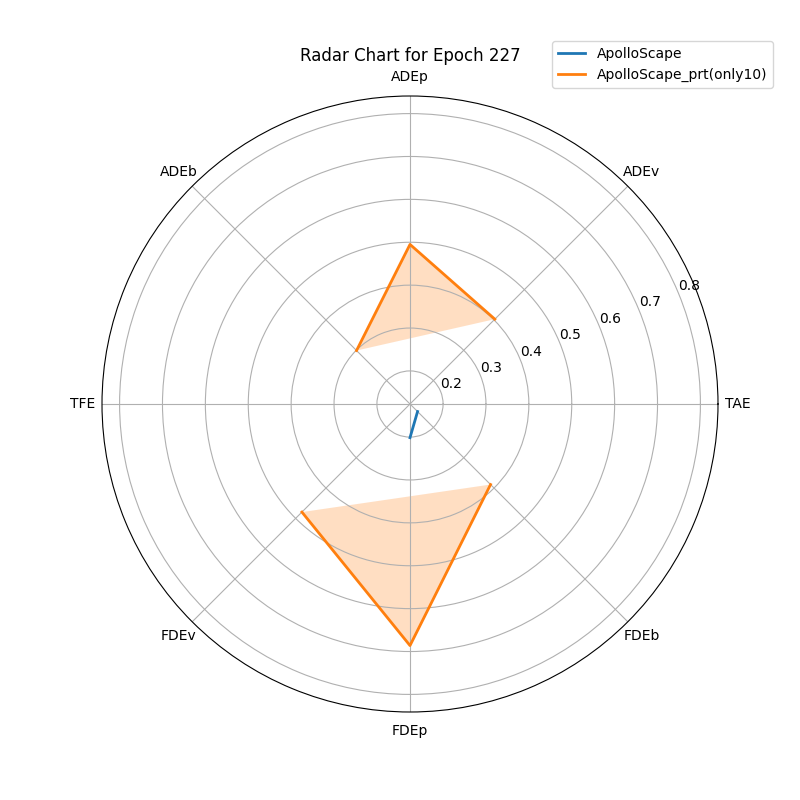 Radar Chart for Epoch 227
ApolloScape
ApolloScape_prt(only10)
ADEp
ADEb
ADEv
0.8
0.7
0.6
0.5
0.4
0.3
0.2
TFE
TAE
FDEv
FDEb
FDEp